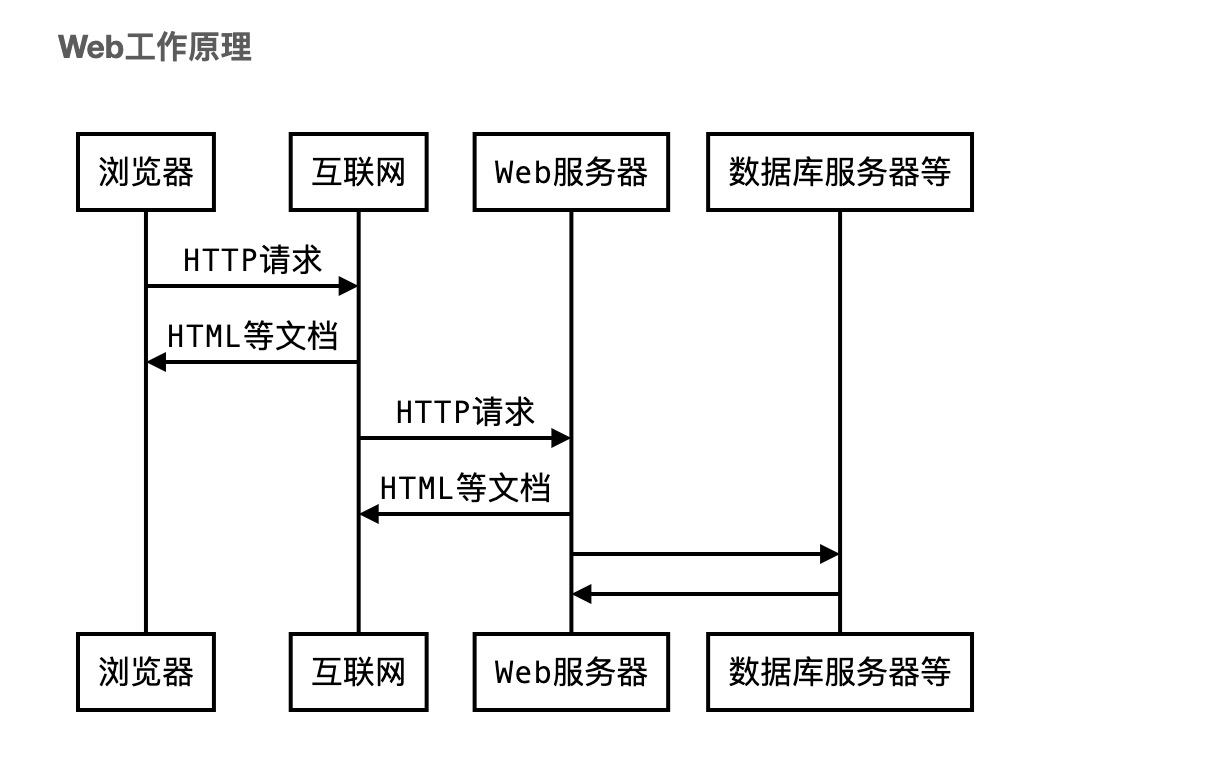 Web工作原理
浏览器
互联网
Web服务器
数据库服务器等
HTTP请求
HTML等文档
HTTP请求
HTML等文档
浏览器
互联网
Web服务器
数据库服务器等